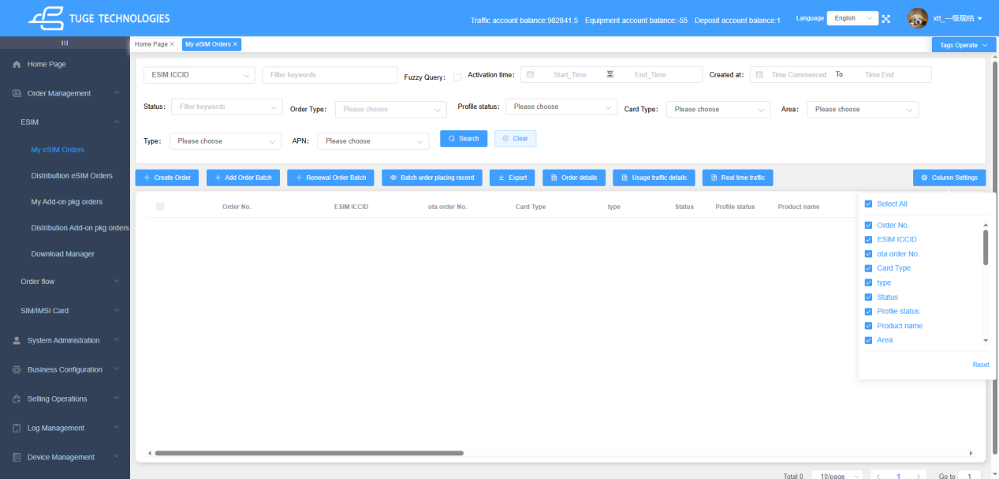 TUGE TECHNOLOGIES
Traffic account balance:982841.5 Equipment account balance:-55 Deposit account balance:1 Language English xtt_一级现结
Home Page
My eSIM Orders
Tags Operate
Home Page
Order Management
ESIM
My eSIM Orders
Distribution eSIM Orders
My Add-on pkg orders
Distribution Add-on pkg orders
Download Manager
Order flow
SIM/IMSI Card
System Administration
Business Configuration
Selling Operations
Log Management
Device Management
ESIM ICCID Filter keywords Fuzzy Query: Activation time: Start_Time 至 End_Time Created at: Time Commenced To Time End
Status: Filter keywords Order Type: Please choose Profile status: Please choose Card Type: Please choose Area: Please choose
Type: Please choose APN: Please choose Search Clear
Create Order Add Order Batch Renewal Order Batch Batch order placing record Export Order details Usage traffic details Real time traffic Column Settings
Order No. ESIM ICCID ota order No. Card Type type Status Profile status Product name
Select All
Order No.
ESIM ICCID
ota order No.
Card Type
type
Status
Profile status
Product name
Area
Reset
Total 0 10/page 1 Go to 1